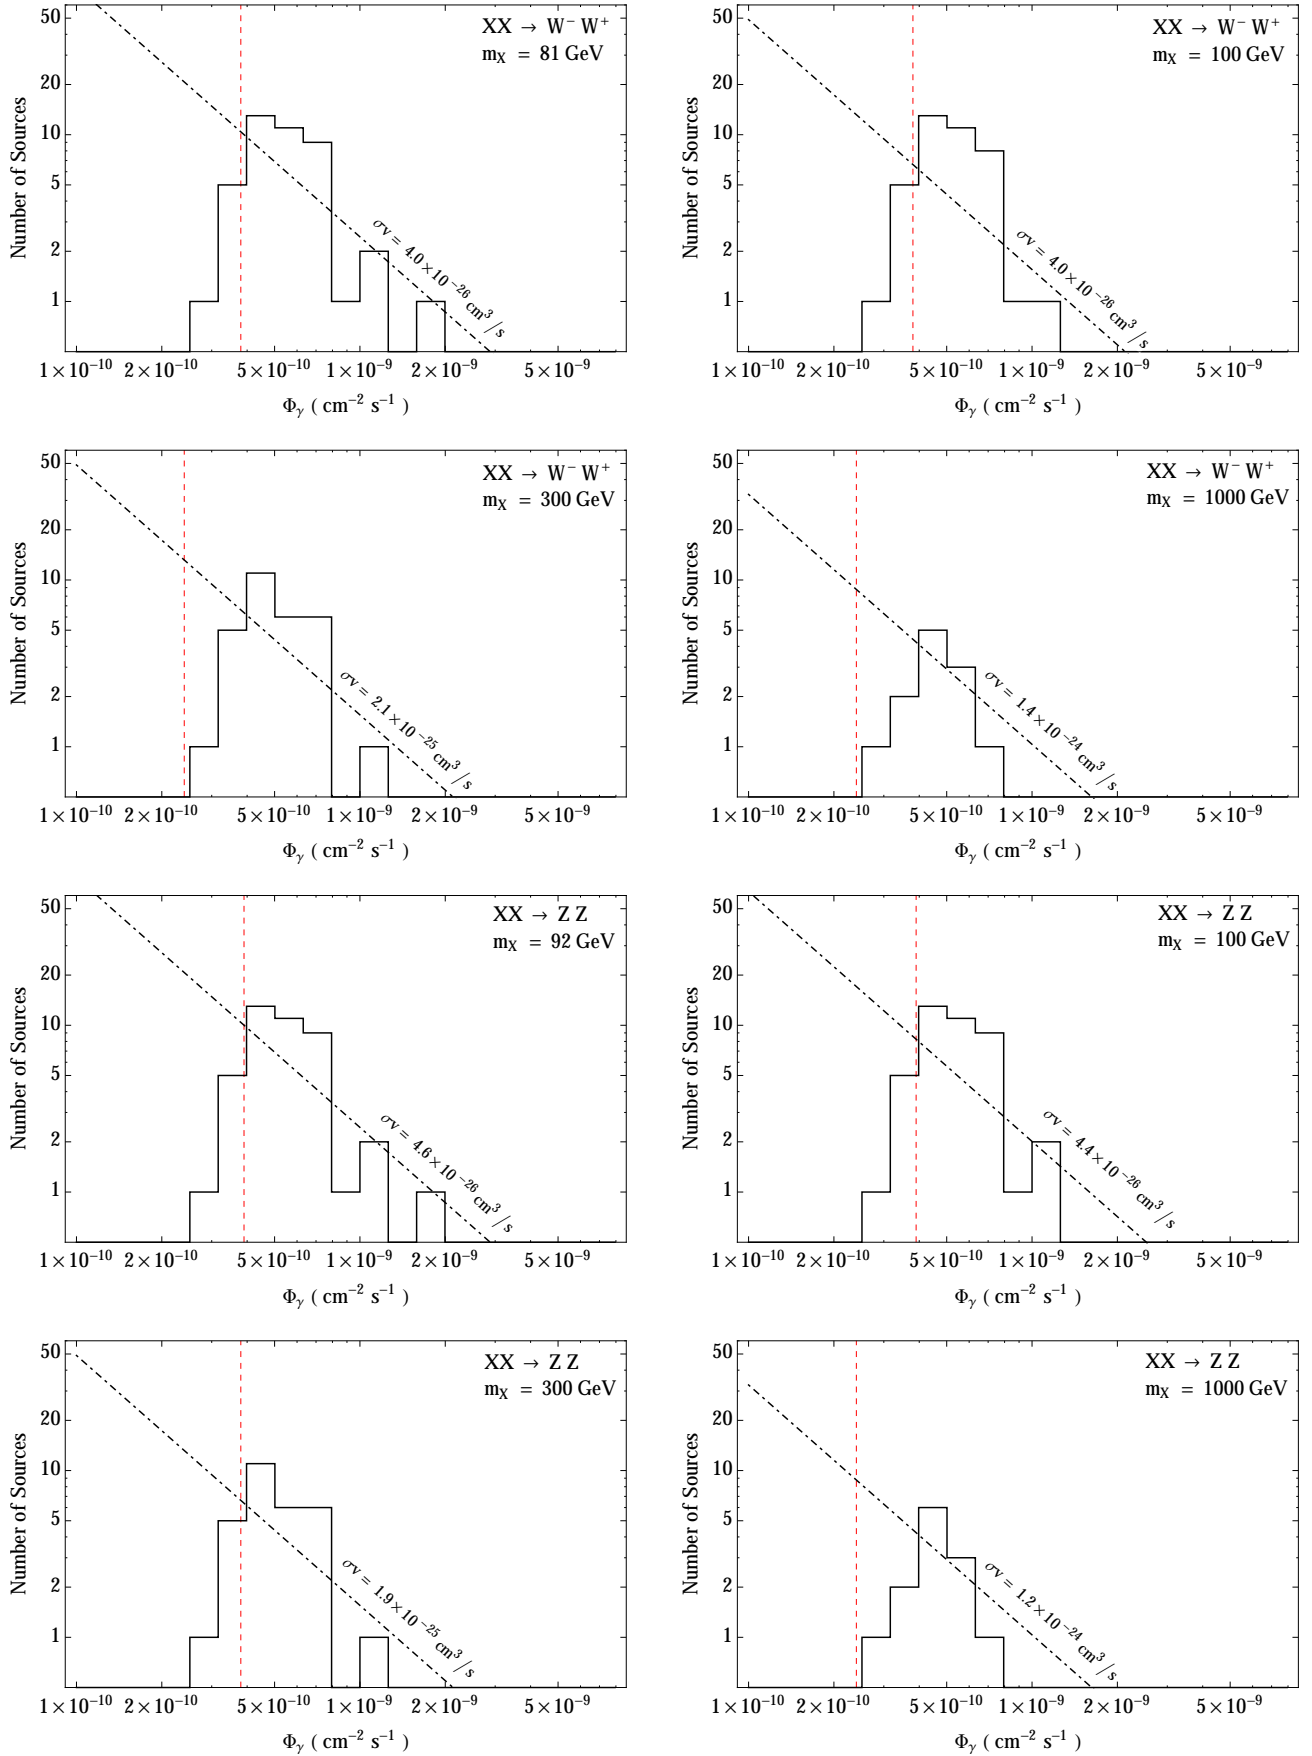 XX → W⁻ W⁺
m_X = 81 GeV
Number of Sources
50
20
10
5
2
1
σv = 4.0×10⁻²⁶ cm³/s
1×10⁻¹⁰ 2×10⁻¹⁰ 5×10⁻¹⁰ 1×10⁻⁹ 2×10⁻⁹ 5×10⁻⁹
Φ_γ ( cm⁻² s⁻¹ )
XX → W⁻ W⁺
m_X = 100 GeV
Number of Sources
50
20
10
5
2
1
σv = 4.0×10⁻²⁶ cm³/s
1×10⁻¹⁰ 2×10⁻¹⁰ 5×10⁻¹⁰ 1×10⁻⁹ 2×10⁻⁹ 5×10⁻⁹
Φ_γ ( cm⁻² s⁻¹ )
XX → W⁻ W⁺
m_X = 300 GeV
Number of Sources
50
20
10
5
2
1
σv = 2.1×10⁻²⁵ cm³/s
1×10⁻¹⁰ 2×10⁻¹⁰ 5×10⁻¹⁰ 1×10⁻⁹ 2×10⁻⁹ 5×10⁻⁹
Φ_γ ( cm⁻² s⁻¹ )
XX → W⁻ W⁺
m_X = 1000 GeV
Number of Sources
50
20
10
5
2
1
σv = 1.4×10⁻²⁴ cm³/s
1×10⁻¹⁰ 2×10⁻¹⁰ 5×10⁻¹⁰ 1×10⁻⁹ 2×10⁻⁹ 5×10⁻⁹
Φ_γ ( cm⁻² s⁻¹ )
XX → Z Z
m_X = 92 GeV
Number of Sources
50
20
10
5
2
1
σv = 4.6×10⁻²⁶ cm³/s
1×10⁻¹⁰ 2×10⁻¹⁰ 5×10⁻¹⁰ 1×10⁻⁹ 2×10⁻⁹ 5×10⁻⁹
Φ_γ ( cm⁻² s⁻¹ )
XX → Z Z
m_X = 100 GeV
Number of Sources
50
20
10
5
2
1
σv = 4.4×10⁻²⁶ cm³/s
1×10⁻¹⁰ 2×10⁻¹⁰ 5×10⁻¹⁰ 1×10⁻⁹ 2×10⁻⁹ 5×10⁻⁹
Φ_γ ( cm⁻² s⁻¹ )
XX → Z Z
m_X = 300 GeV
Number of Sources
50
20
10
5
2
1
σv = 1.9×10⁻²⁵ cm³/s
1×10⁻¹⁰ 2×10⁻¹⁰ 5×10⁻¹⁰ 1×10⁻⁹ 2×10⁻⁹ 5×10⁻⁹
Φ_γ ( cm⁻² s⁻¹ )
XX → Z Z
m_X = 1000 GeV
Number of Sources
50
20
10
5
2
1
σv = 1.2×10⁻²⁴ cm³/s
1×10⁻¹⁰ 2×10⁻¹⁰ 5×10⁻¹⁰ 1×10⁻⁹ 2×10⁻⁹ 5×10⁻⁹
Φ_γ ( cm⁻² s⁻¹ )